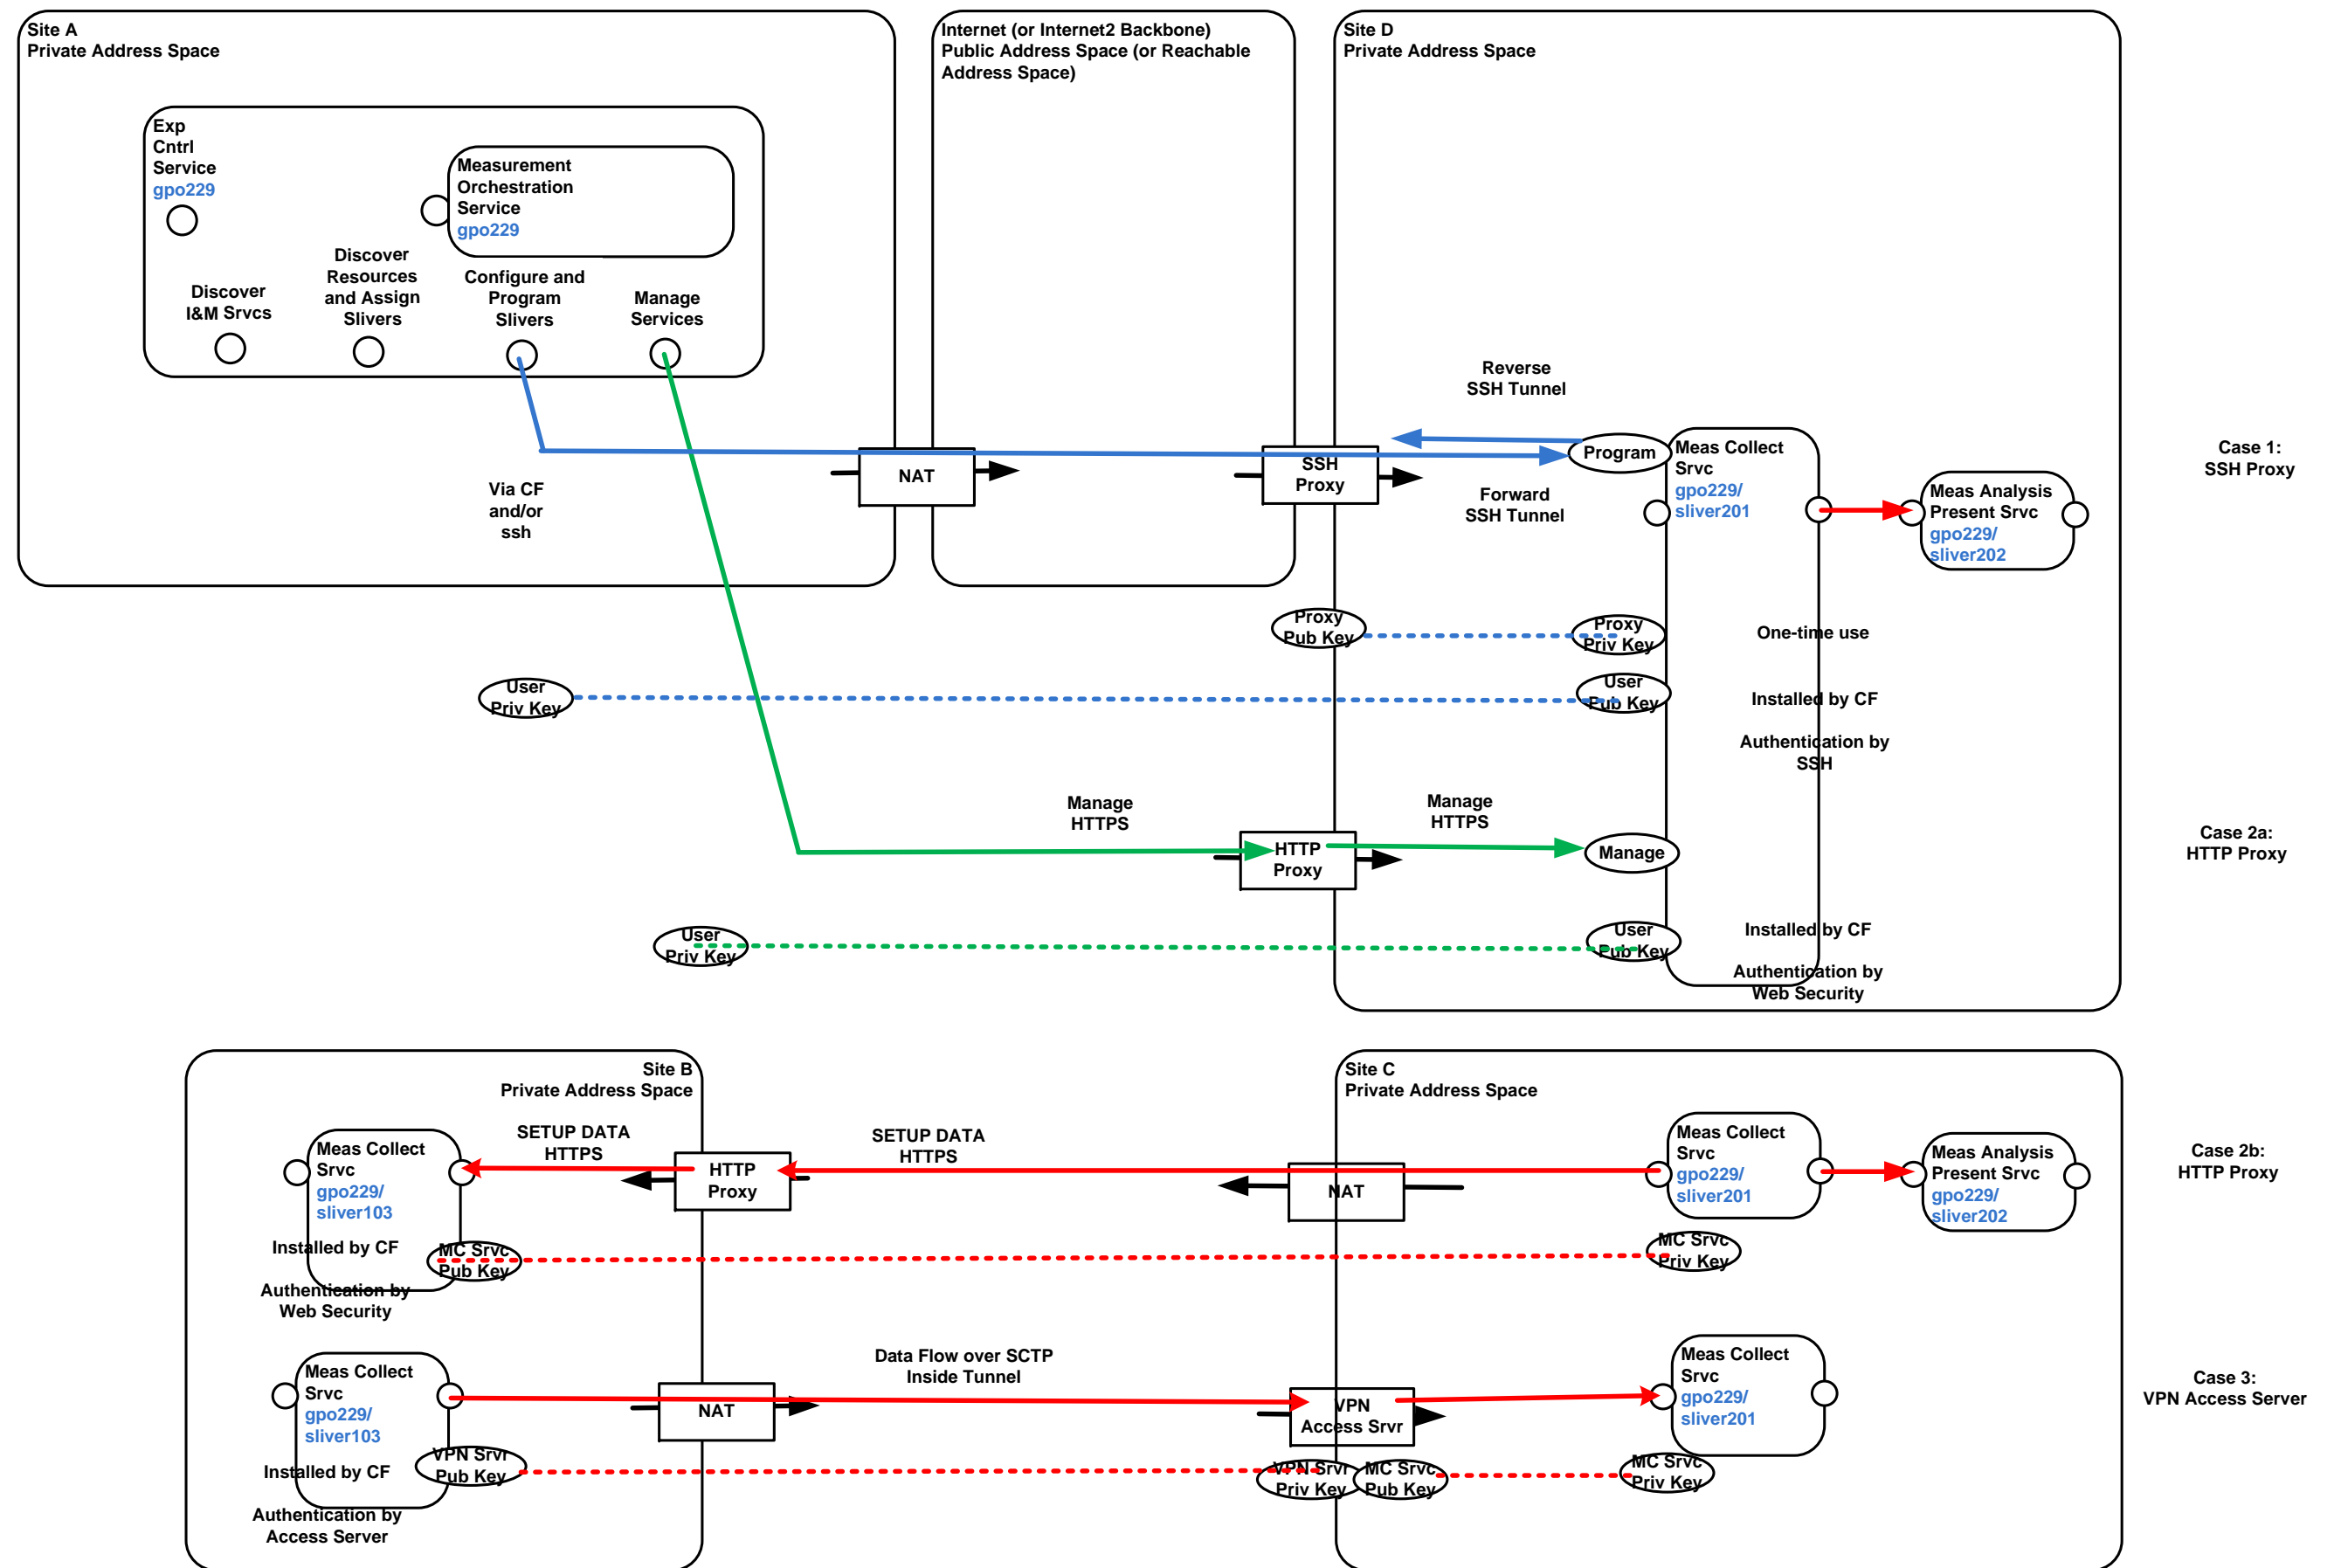 Site A
Private Address Space
Internet (or Internet2 Backbone)
Public Address Space (or Reachable
Address Space)
Site D
Private Address Space
Exp
Cntrl
Service
gpo229
Measurement
Orchestration
Service
gpo229
Discover
I&M Srvcs
Discover
Resources
and Assign
Slivers
Configure and
Program
Slivers
Manage
Services
Via CF
and/or
ssh
NAT
SSH
Proxy
Reverse
SSH Tunnel
Forward
SSH Tunnel
Program
Meas Collect
Srvc
gpo229/
sliver201
Meas Analysis
Present Srvc
gpo229/
sliver202
Case 1:
SSH Proxy
Proxy
Pub Key
Proxy
Priv Key
One-time use
User
Priv Key
User
Pub Key
Installed by CF
Authentication by
SSH
Manage
HTTPS
HTTP
Proxy
Manage
HTTPS
Manage
Case 2a:
HTTP Proxy
User
Priv Key
User
Pub Key
Installed by CF
Authentication by
Web Security
Site B
Private Address Space
Site C
Private Address Space
Meas Collect
Srvc
gpo229/
sliver103
SETUP DATA
HTTPS
HTTP
Proxy
SETUP DATA
HTTPS
NAT
Meas Collect
Srvc
gpo229/
sliver201
Meas Analysis
Present Srvc
gpo229/
sliver202
Case 2b:
HTTP Proxy
Installed by CF
MC Srvc
Pub Key
MC Srvc
Priv Key
Authentication by
Web Security
Meas Collect
Srvc
gpo229/
sliver103
NAT
Data Flow over SCTP
Inside Tunnel
VPN
Access Srvr
Meas Collect
Srvc
gpo229/
sliver201
Case 3:
VPN Access Server
Installed by CF
VPN Srvr
Pub Key
VPN Srvr
Priv Key
MC Srvc
Pub Key
MC Srvc
Priv Key
Authentication by
Access Server